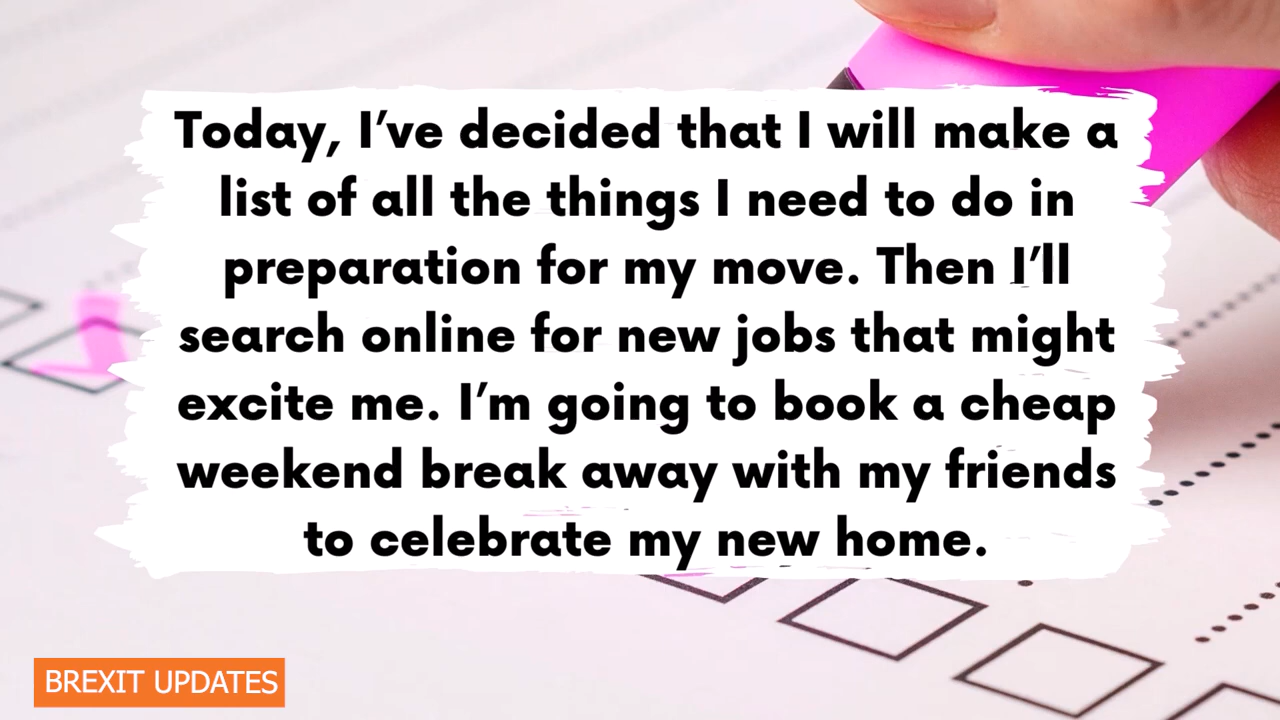 Today, I’ve decided that I will make a
list of all the things I need to do in
preparation for my move. Then I’ll
search online for new jobs that might
excite me. I’m going to book a cheap
weekend break away with my friends
to celebrate my new home.
BREXIT UPDATES